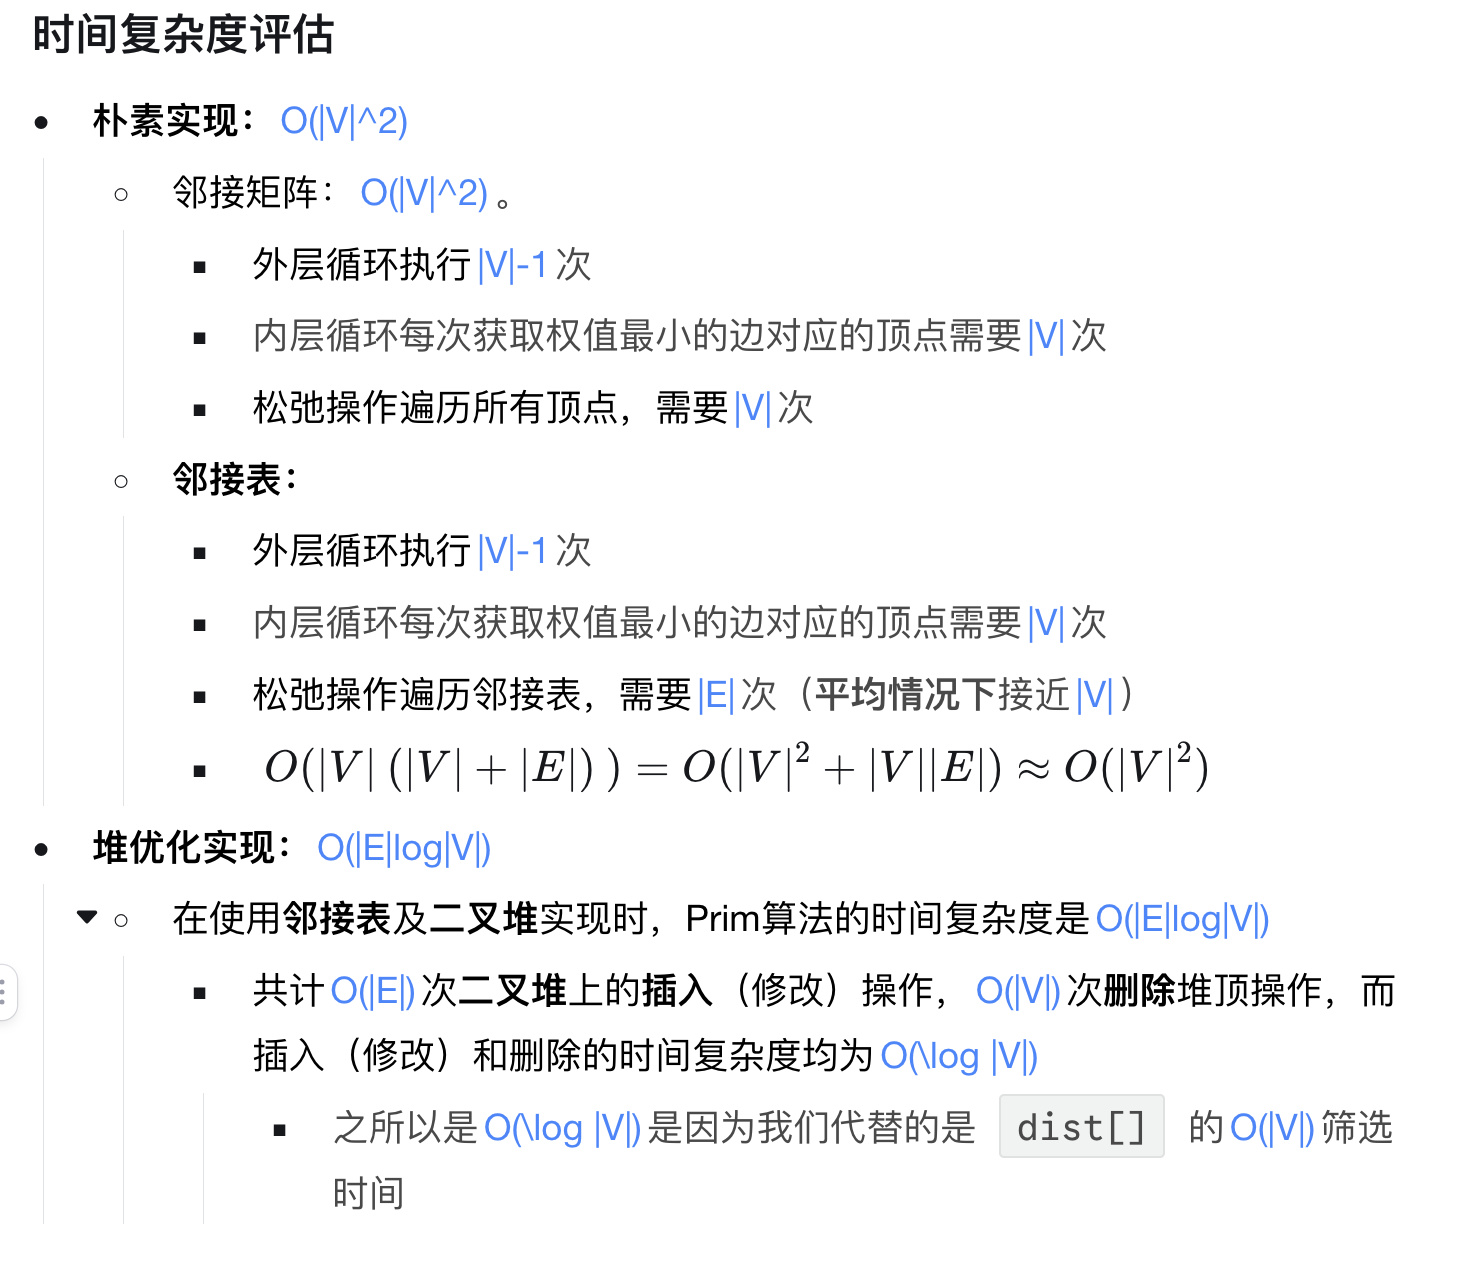 时间复杂度评估
朴素实现： O(|V|^2)
邻接矩阵： O(|V|^2) 。
外层循环执行|V|-1次
内层循环每次获取权值最小的边对应的顶点需要|V|次
松弛操作遍历所有顶点，需要|V|次
邻接表：
外层循环执行|V|-1次
内层循环每次获取权值最小的边对应的顶点需要|V|次
松弛操作遍历邻接表，需要|E|次（平均情况下接近|V|）
O(|V| (|V| + |E|) ) = O(|V|² + |V||E|) ≈ O(|V|²)
堆优化实现： O(|E|log|V|)
在使用邻接表及二叉堆实现时，Prim算法的时间复杂度是O(|E|log|V|)
共计O(|E|)次二叉堆上的插入（修改）操作， O(|V|)次删除堆顶操作，而
插入（修改）和删除的时间复杂度均为O(\log |V|)
之所以是O(\log |V|)是因为我们代替的是 dist[] 的O(|V|)筛选
时间